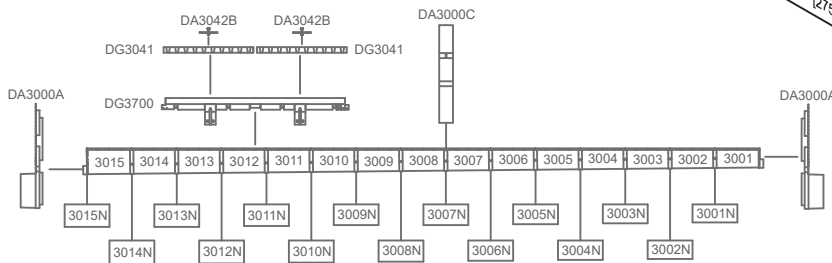 DA3042B DA3042B DA3000C
(275
DG3041 DG3041
DA3000A DA3000A
DG3700
3015 3014 3013 3012 3011 3010 3009 3008 3007 3006 3005 3004 3003 3002 3001
3015N 3013N 3011N 3009N 3007N 3005N 3003N 3001N
3014N 3012N 3010N 3008N 3006N 3004N 3002N